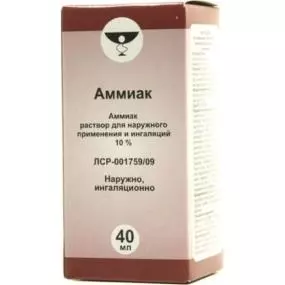 Аммиак
Аммиак
раствор для наружного
применения и ингаляций
10 %
ЛСР-001759/09
Наружно,
ингаляционно
40
мл